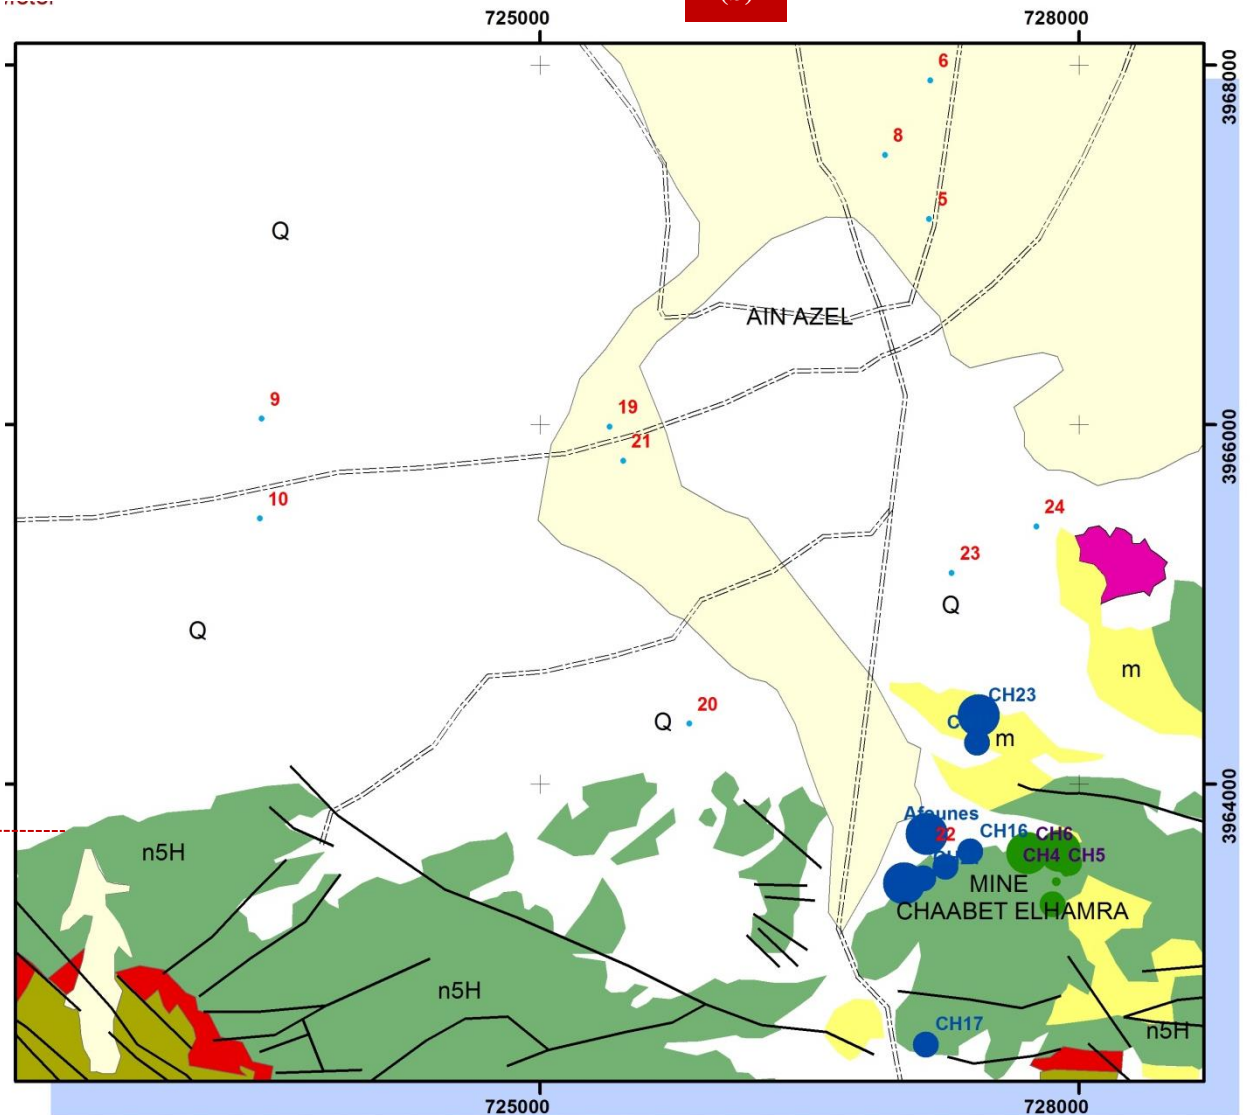 725000
728000
3968000
6
8
5
Q
AIN AZEL
9
19
21
3966000
10
24
23
Q
Q
m
CH23
20
Q
m
3964000
Afounes
22
CH16
CH6
n5H
CH4
CH5
MINE
CHAABET ELHAMRA
n5H
CH17
n5H
725000
728000